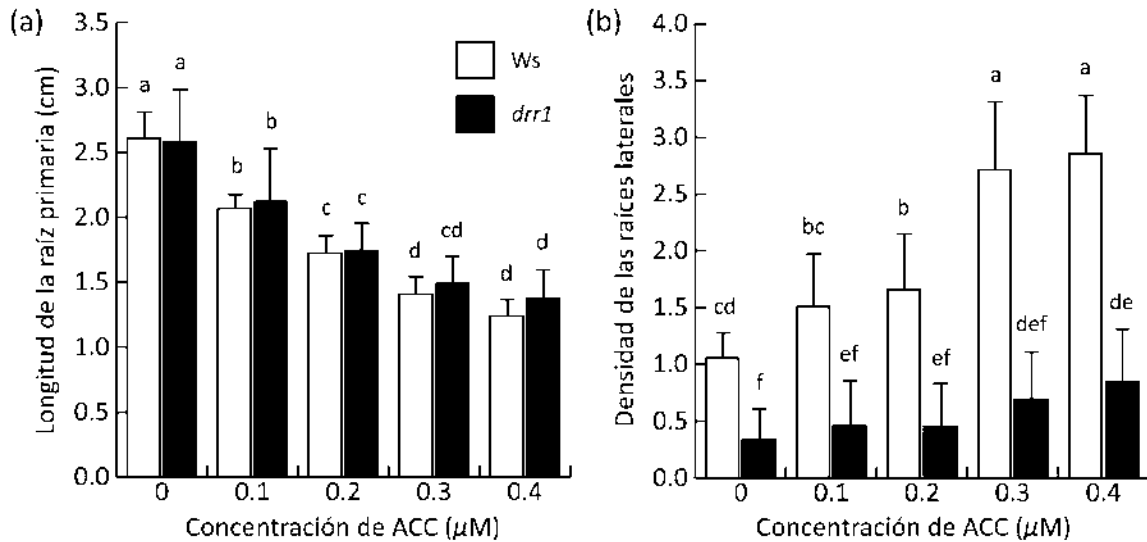 (a)
Longitud de la raíz primaria (cm)
3.5
3.0
2.5
2.0
1.5
1.0
0.5
0.0
a
a
b
b
c
c
d
cd
d
d
Ws
drr1
0 0.1 0.2 0.3 0.4
Concentración de ACC (μM)
(b)
Densidad de las raíces laterales
4.0
3.5
3.0
2.5
2.0
1.5
1.0
0.5
0.0
cd
f
bc
ef
b
ef
a
def
a
de
0 0.1 0.2 0.3 0.4
Concentración de ACC (μM)